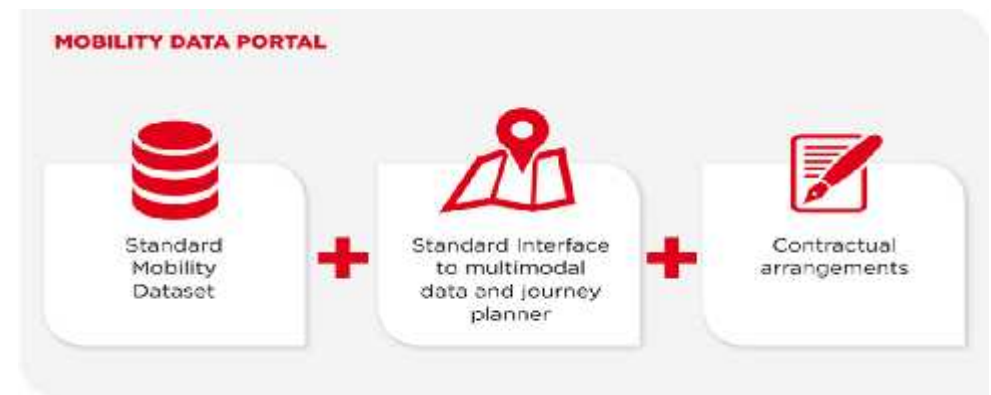 MOBILITY DATA PORTAL
Standard
Mobility
Dataset
Standard Interface
to multimodal
data and journey
planner
Contractual
arrangements